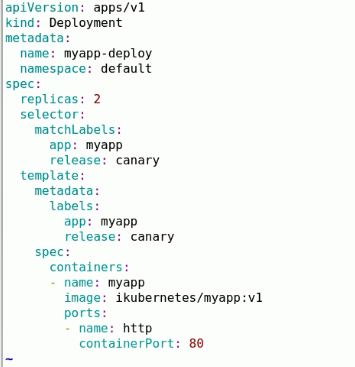 apiVersion: apps/v1
kind: Deployment
metadata:
  name: myapp-deploy
  namespace: default
spec:
  replicas: 2
  selector:
    matchLabels:
      app: myapp
      release: canary
  template:
    metadata:
      labels:
        app: myapp
        release: canary
    spec:
      containers:
      - name: myapp
        image: ikubernetes/myapp:v1
        ports:
        - name: http
          containerPort: 80
~